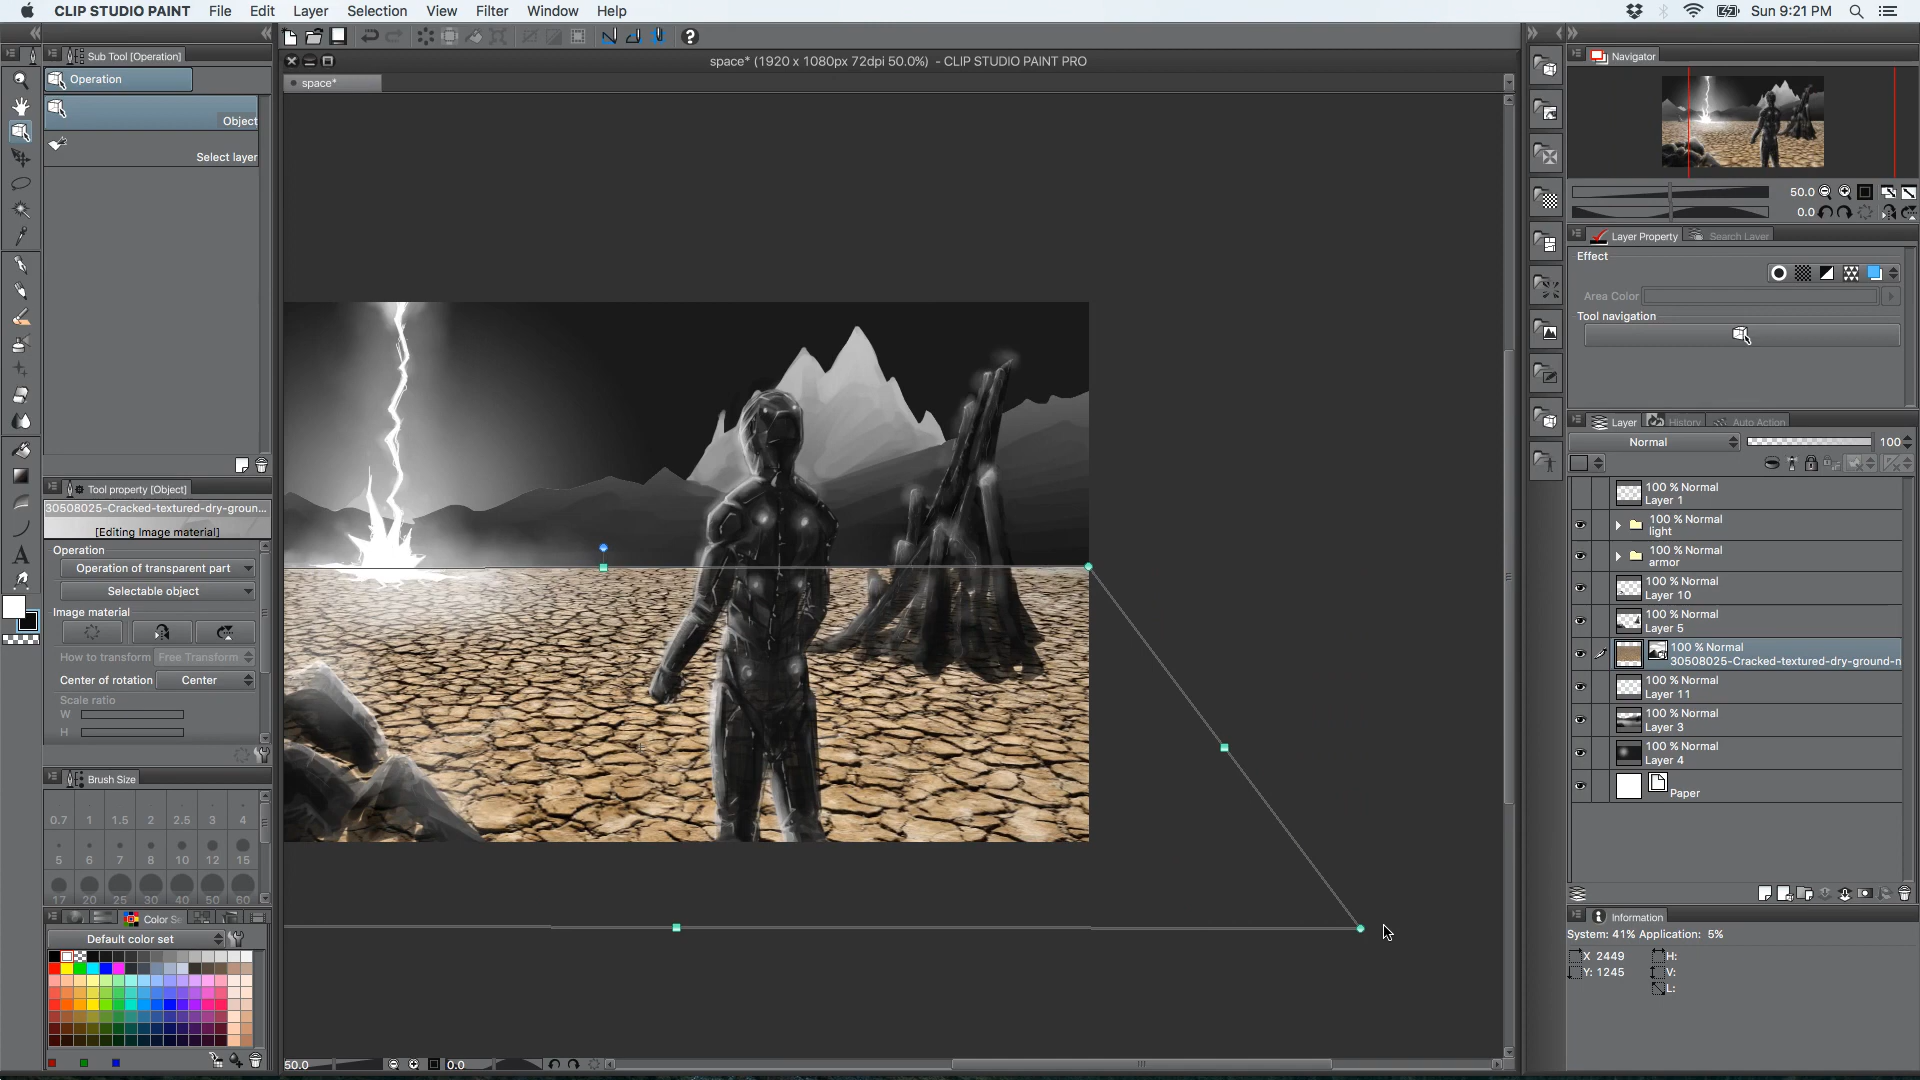 CLIP STUDIO PAINT File Edit Layer Selection View Filter Window Help
Sun 9:21 PM
Sub Tool [Operation]
Operation
Object
Select layer
space* (1920 x 1080px 72dpi 50.0%) - CLIP STUDIO PAINT PRO
space*
Tool property [Object]
30508025-Cracked-textured-dry-groun...
[Editing Image material]
Operation
Operation of transparent part
Selectable object
Image material
How to transform Free Transform
Center of rotation Center
Scale ratio
W
H
Brush Size
0.7 1 1.5 2 2.5 3 4
5 6 7 8 10 12 15
17 20 25 30 40 50 60
Color Se
Default color set
50.0
0.0
Navigator
50.0
0.0
Layer Property Search Layer
Effect
Area Color
Tool navigation
Layer History Auto Action
Normal 100
100 % Normal
Layer 1
100 % Normal
light
100 % Normal
armor
100 % Normal
Layer 10
100 % Normal
Layer 5
100 % Normal
30508025-Cracked-textured-dry-ground-n
100 % Normal
Layer 11
100 % Normal
Layer 3
100 % Normal
Layer 4
Paper
Information
System: 41% Application: 5%
X 2449 H:
Y: 1245 V:
L: